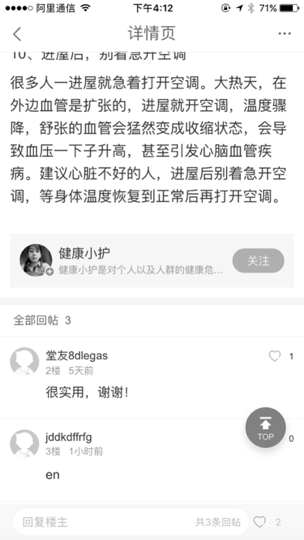 阿里通信
下午4:12
71%
详情页
10、进屋后，别着急开空调
很多人一进屋就急着打开空调。大热天，在
外边血管是扩张的，进屋就开空调，温度骤
降，舒张的血管会猛然变成收缩状态，会导
致血压一下子升高，甚至引发心脑血管疾
病。建议心脏不好的人，进屋后别着急开空
调，等身体温度恢复到正常后再打开空调。
健康小护
健康小护是对个人以及人群的健康危...
关注
全部回帖 3
堂友8dlegas
1
2楼 5天前
很实用，谢谢！
TOP
jddkdffrfg
0
3楼 1小时前
en
回复楼主
共3条回帖
2